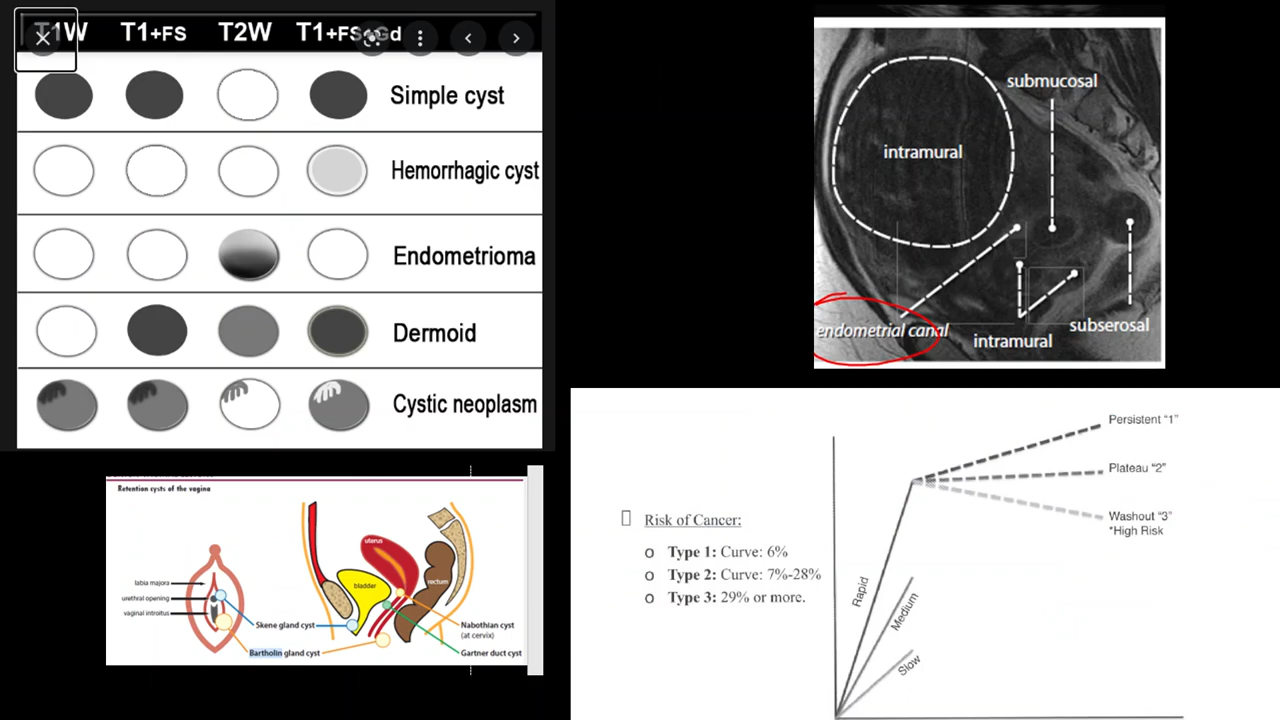 T1W T1+FS T2W T1+FS+Gd
Simple cyst
Hemorrhagic cyst
Endometrioma
Dermoid
Cystic neoplasm
submucosal
intramural
endometrial canal
intramural
subserosal
Retention cysts of the vagina
labia majora
urethral opening
vaginal introitus
uterus
bladder
rectum
Skene gland cyst
Bartholin gland cyst
Nabothian cyst
(at cervix)
Gartner duct cyst
Risk of Cancer:
o Type 1: Curve: 6%
o Type 2: Curve: 7%-28%
o Type 3: 29% or more.
Persistent "1"
Plateau "2"
Washout "3"
*High Risk
Rapid
Medium
Slow